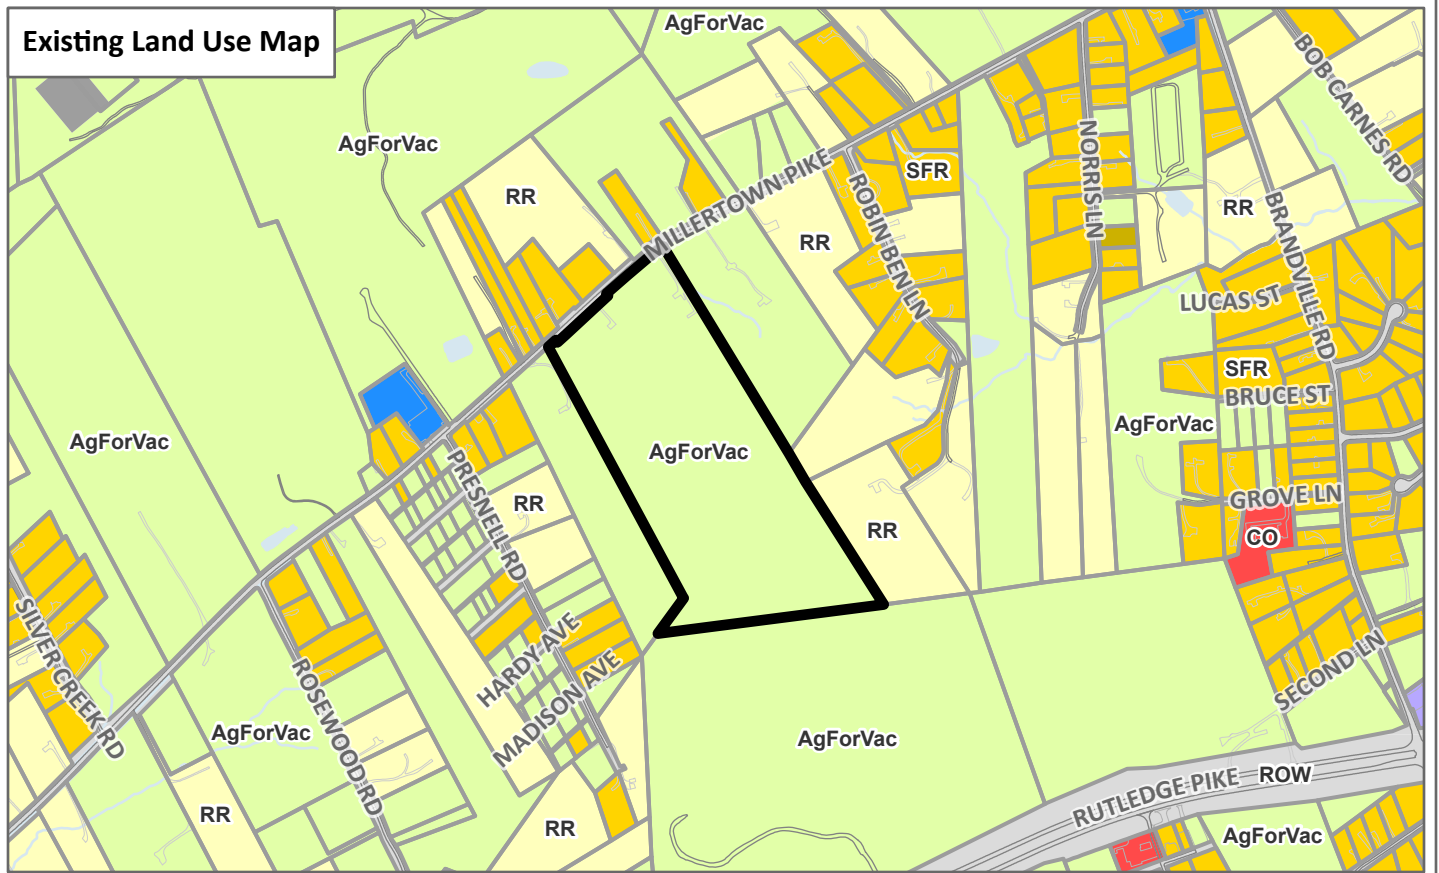 Existing Land Use Map
AgForVac
AgForVac
RR
MILLERTOWN PIKE
SFR
ROBIN BEN LN
NORRIS LN
BOB CARNES RD
BRANDVILLE RD
RR
RR
LUCAS ST
SFR
BRUCE ST
AgForVac
AgForVac
AgForVac
GROVE LN
CO
PRESNELL RD
RR
RR
SILVER CREEK RD
ROSEWOOD RD
HARDY AVE
MADISON AVE
SECOND LN
AgForVac
AgForVac
RUTLEDGE PIKE
ROW
RR
RR
AgForVac